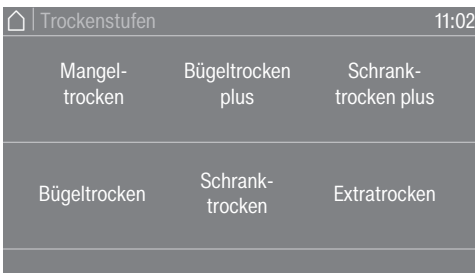 Trockenstufen 11:02
Mangel-
trocken
Bügeltrocken
plus
Schrank-
trocken plus
Bügeltrocken
Schrank-
trocken
Extratrocken